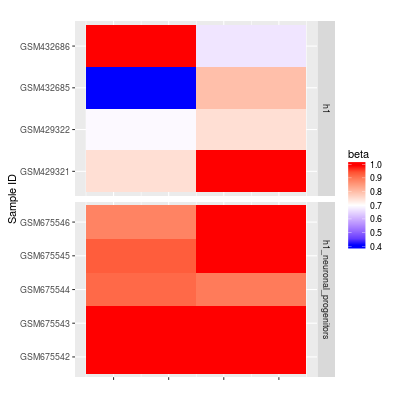 Sample ID
GSM432686
GSM432685
GSM429322
GSM429321
h1
GSM675546
GSM675545
GSM675544
GSM675543
GSM675542
h1_neuronal_progenitors
beta
1.0
0.9
0.8
0.7
0.6
0.5
0.4